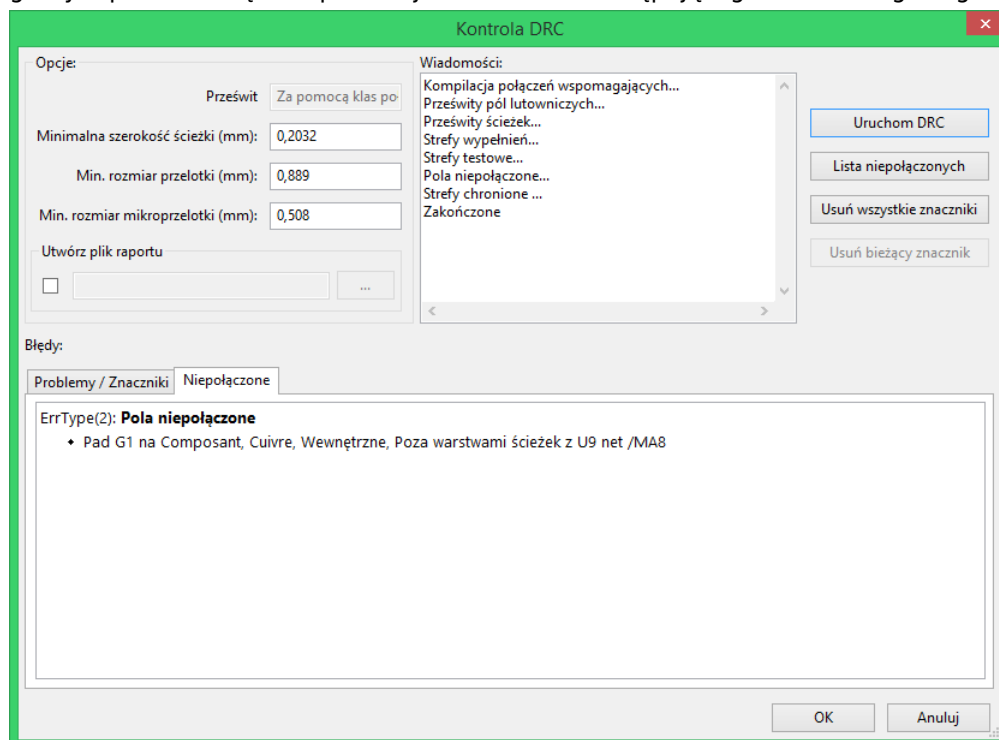 Kontrola DRC
Opcje:
Prześwit Za pomocą klas po
Minimalna szerokość ścieżki (mm): 0,2032
Min. rozmiar przelotki (mm): 0,889
Min. rozmiar mikroprzelotki (mm): 0,508
Utwórz plik raportu
...
Wiadomości:
Kompilacja połączeń wspomagających...
Prześwity pól lutowniczych...
Prześwity ścieżek...
Strefy wypełnień...
Strefy testowe...
Pola niepołączone...
Strefy chronione ...
Zakończone
Uruchom DRC
Lista niepołączonych
Usuń wszystkie znaczniki
Usuń bieżący znacznik
Błędy:
Problemy / Znaczniki Niepołączone
ErrType(2): Pola niepołączone
• Pad G1 na Composant, Cuivre, Wewnętrzne, Poza warstwami ścieżek z U9 net /MA8
OK Anuluj